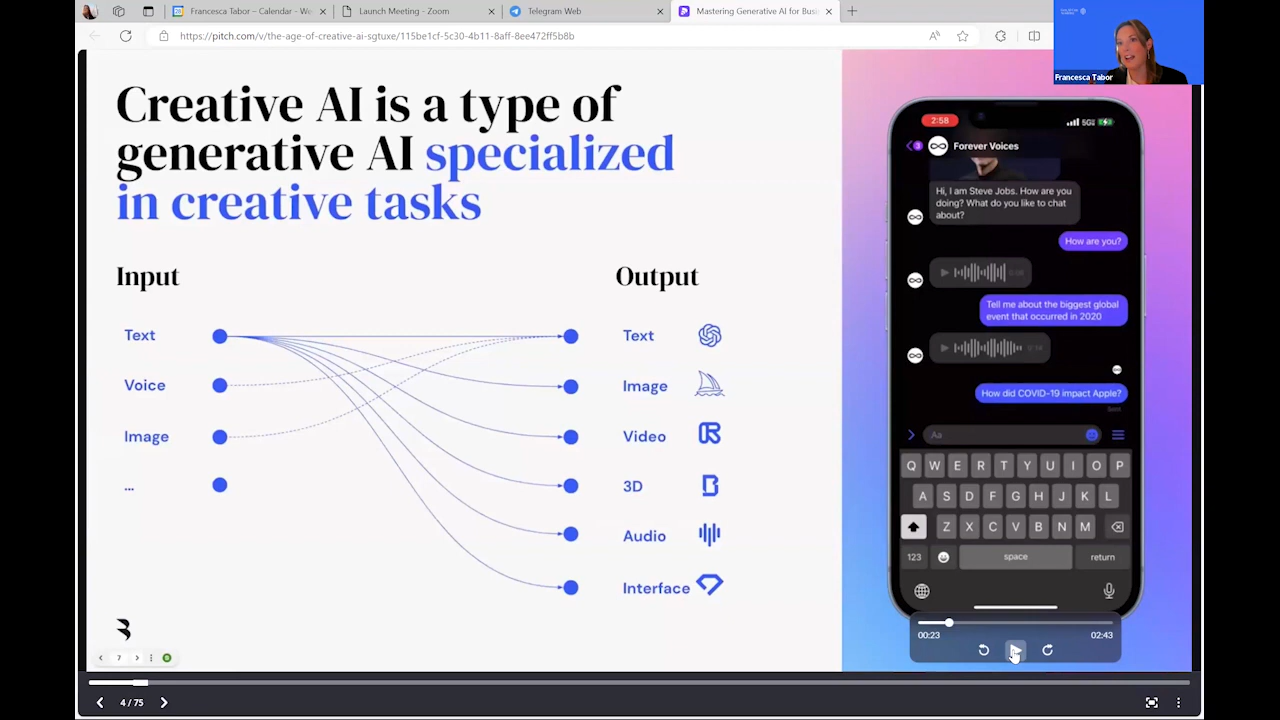 Francesca Tabor – Calendar - We
Launch Meeting - Zoom
Telegram Web
Mastering Generative AI for Busi
https://pitch.com/v/the-age-of-creative-ai-sgtuxe/115be1cf-5c30-4b11-8aff-8ee472ff5b8b
Francesca Tabor
Creative AI is a type of
generative AI specialized
in creative tasks
Input
Output
Text
Voice
Image
...
Text
Image
Video
3D
Audio
Interface
2:58
5G
3
Forever Voices
Hi, I am Steve Jobs. How are you
doing? What do you like to chat
about?
How are you?
Tell me about the biggest global
event that occurred in 2020
How did COVID-19 impact Apple?
Aa
Q W E R T Y U I O P
A S D F G H J K L
Z X C V B N M
123
space
return
00:23
02:43
7
4 / 75